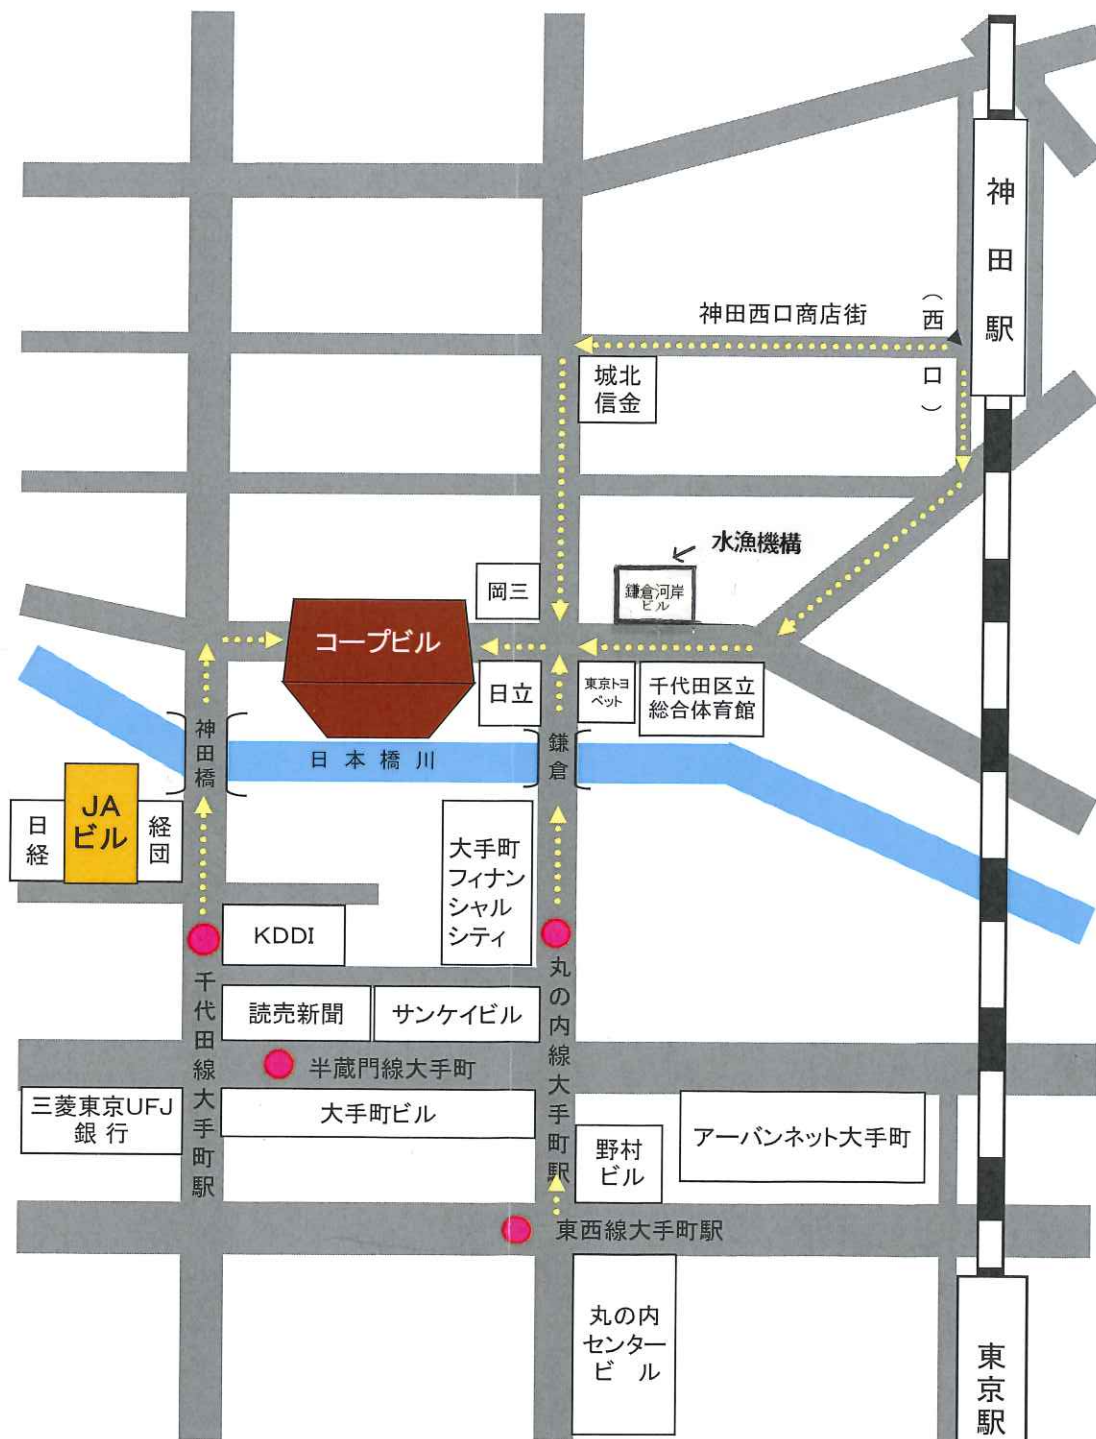 神田駅
神田西口商店街
（西口）
城北
信金
水漁機構
鎌倉河岸
ビル
岡三
コープビル
日立
東京トヨ
ペット
千代田区立
総合体育館
神田橋
日本橋川
鎌倉
日経
JA
ビル
経団
大手町
フィナン
シャル
シティ
KDDI
千代田線大手町駅
丸の内線大手町駅
読売新聞
サンケイビル
半蔵門線大手町
三菱東京UFJ
銀行
大手町ビル
野村
ビル
アーバンネット大手町
東西線大手町駅
丸の内
センター
ビル
東京駅